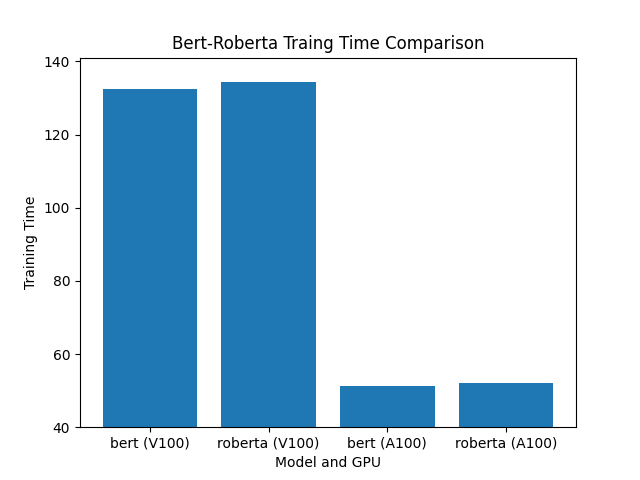 Bert-Roberta Traing Time Comparison
140
120
100
80
60
40
Training Time
bert (V100) roberta (V100) bert (A100) roberta (A100)
Model and GPU